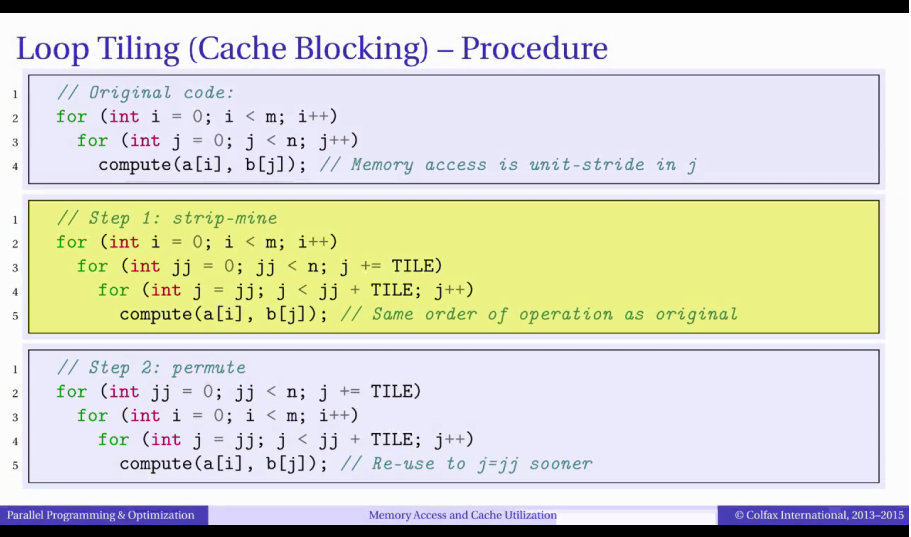 Loop Tiling (Cache Blocking) – Procedure
1 // Original code:
2 for (int i = 0; i < m; i++)
3 for (int j = 0; j < n; j++)
4 compute(a[i], b[j]); // Memory access is unit-stride in j
1 // Step 1: strip-mine
2 for (int i = 0; i < m; i++)
3 for (int jj = 0; jj < n; j += TILE)
4 for (int j = jj; j < jj + TILE; j++)
5 compute(a[i], b[j]); // Same order of operation as original
1 // Step 2: permute
2 for (int jj = 0; jj < n; j += TILE)
3 for (int i = 0; i < m; i++)
4 for (int j = jj; j < jj + TILE; j++)
5 compute(a[i], b[j]); // Re-use to j=jj sooner
Parallel Programming & Optimization Memory Access and Cache Utilization © Colfax International, 2013–2015